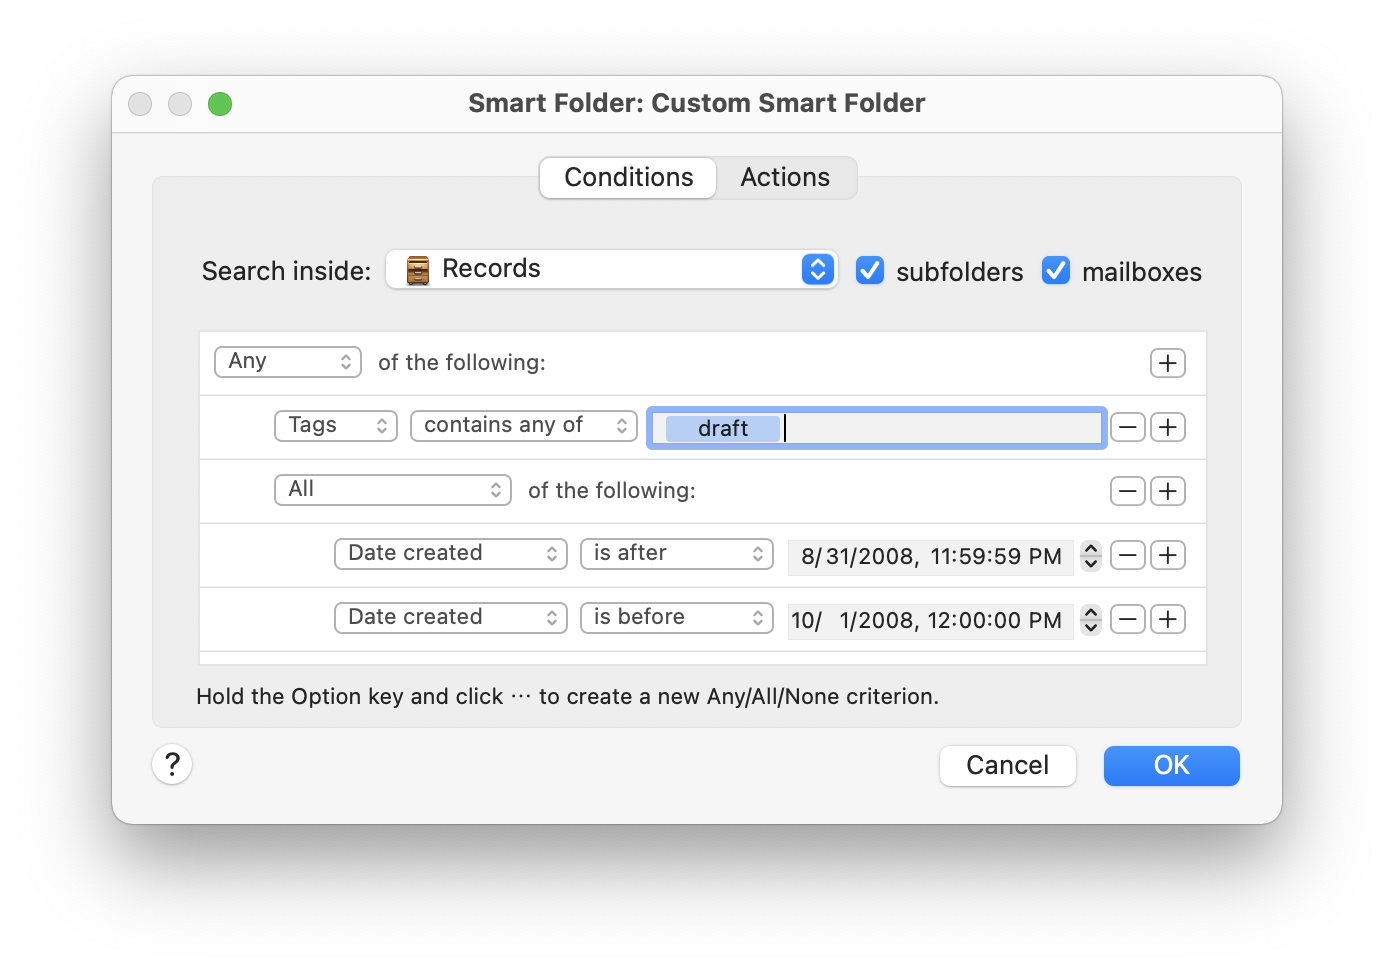 Smart Folder: Custom Smart Folder
Conditions Actions
Search inside: Records subfolders mailboxes
Any of the following: +
Tags contains any of draft − +
All of the following: − +
Date created is after 8/31/2008, 11:59:59 PM − +
Date created is before 10/ 1/2008, 12:00:00 PM − +
Hold the Option key and click ··· to create a new Any/All/None criterion.
? Cancel OK